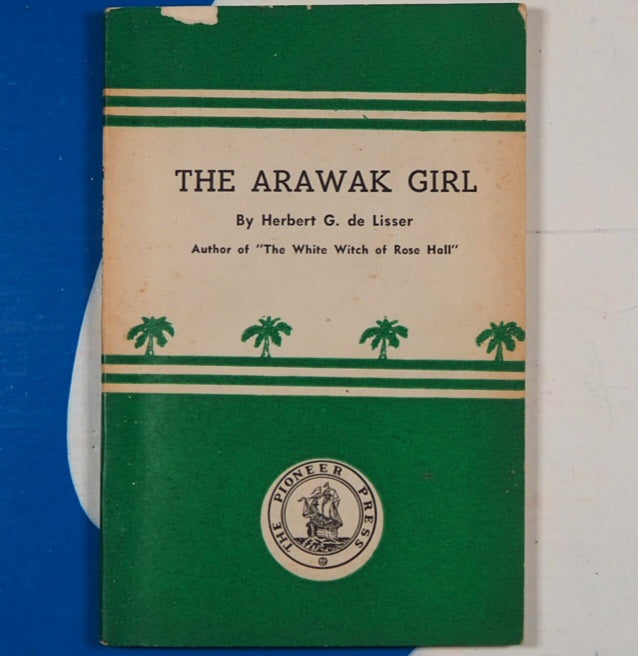 THE ARAWAK GIRL
By Herbert G. de Lisser
Author of "The White Witch of Rose Hall"
THE PIONEER PRESS